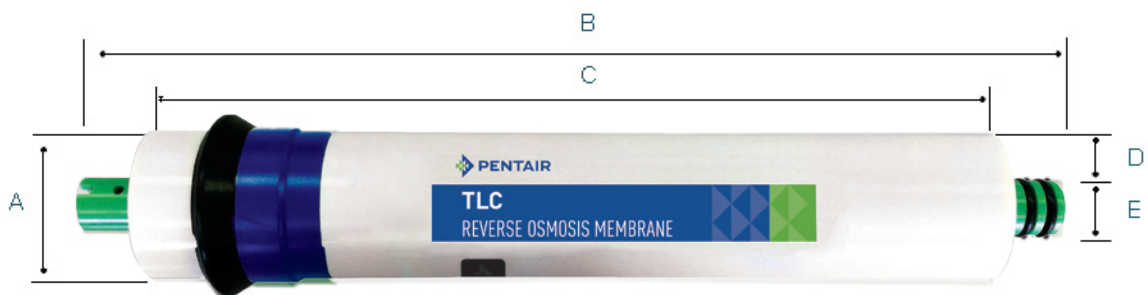 B
C
A
D
E
PENTAIR
TLC
REVERSE OSMOSIS MEMBRANE